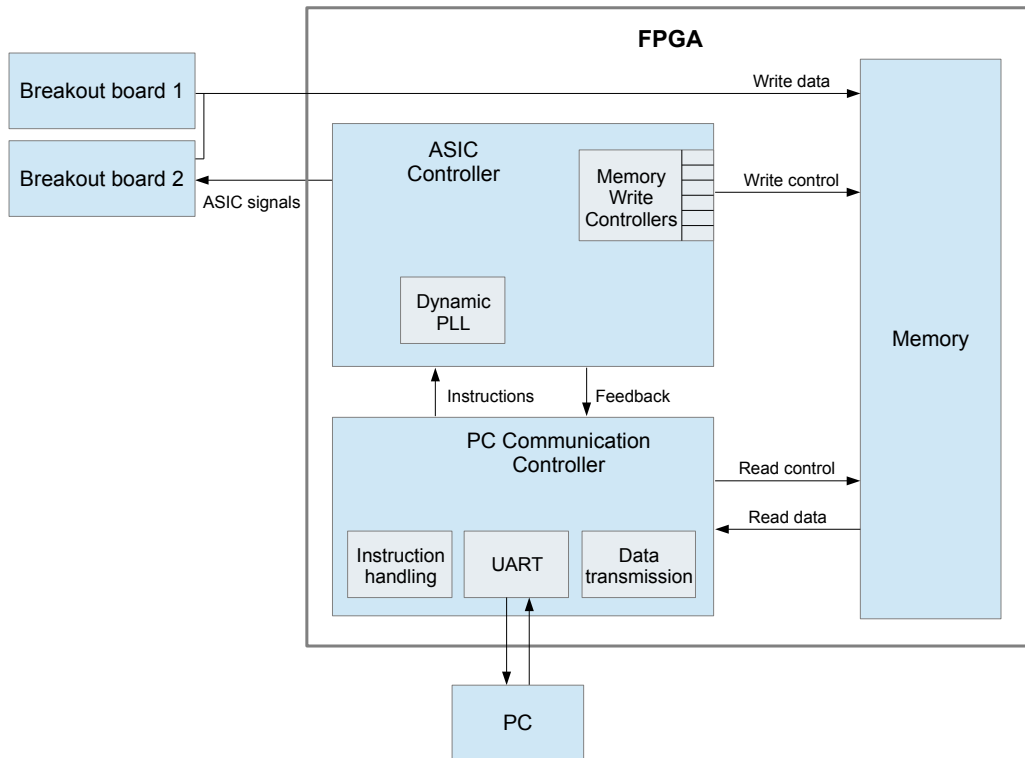 FPGA
Breakout board 1
Write data
Breakout board 2
ASIC signals
ASIC
Controller
Memory
Write
Controllers
Write control
Dynamic
PLL
Memory
Instructions
Feedback
PC Communication
Controller
Read control
Read data
Instruction
handling
UART
Data
transmission
PC